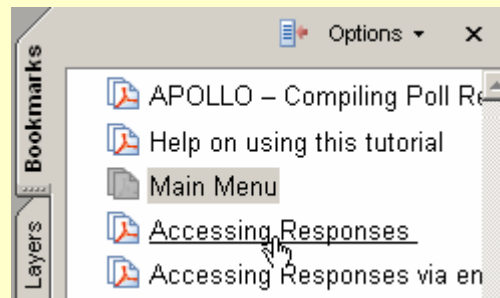 Options
Bookmarks
Layers
APOLLO – Compiling Poll Re
Help on using this tutorial
Main Menu
Accessing Responses
Accessing Responses via en